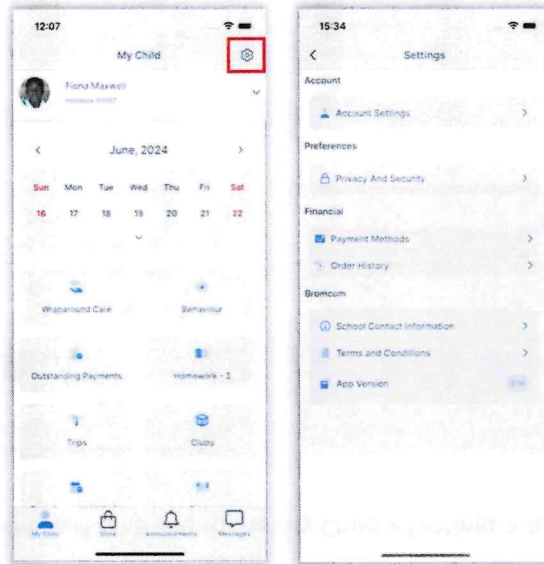 12:07
My Child
Fiona Maxwell
June, 2024
Sun Mon Tue Wed Thu Fri Sat
16 17 18 19 20 21 22
Wraparound Care Behaviour
Outstanding Payments Homework - 3
Trips Clubs
My Child Store Announcements Messages
15:34
Settings
Account
Account Settings
Preferences
Privacy And Security
Financial
Payment Methods
Order History
Bromcom
School Contact Information
Terms and Conditions
App Version